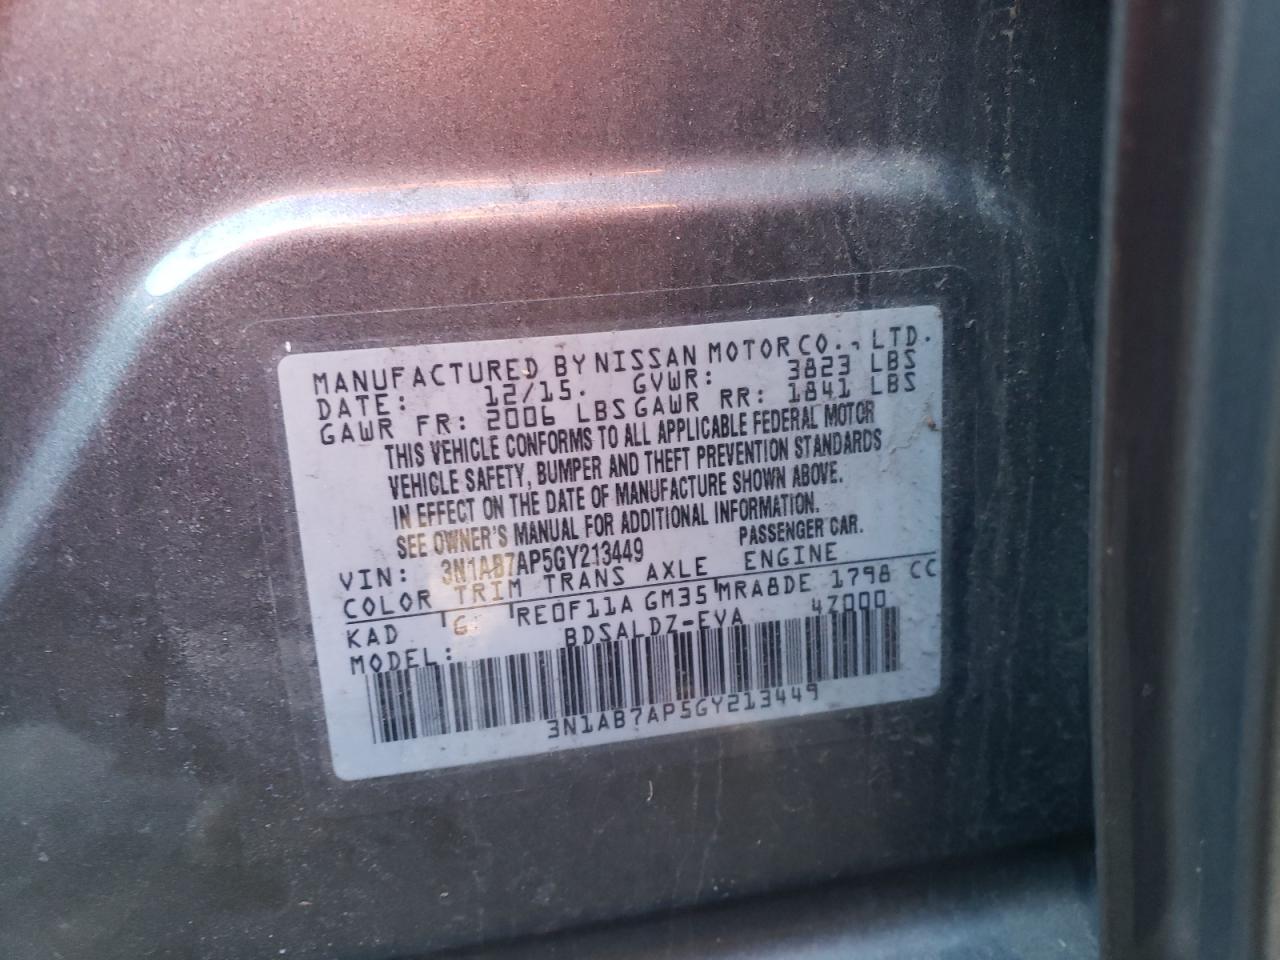 MANUFACTURED BY NISSAN MOTOR CO., LTD.
DATE: 12/15. GVWR: 3823 LBS
GAWR FR: 2006 LBS GAWR RR: 1841 LBS
THIS VEHICLE CONFORMS TO ALL APPLICABLE FEDERAL MOTOR
VEHICLE SAFETY, BUMPER AND THEFT PREVENTION STANDARDS
IN EFFECT ON THE DATE OF MANUFACTURE SHOWN ABOVE.
SEE OWNER'S MANUAL FOR ADDITIONAL INFORMATION.
VIN: 3N1AB7AP5GY213449 PASSENGER CAR.
COLOR TRIM TRANS AXLE ENGINE
KAD G RE0F11A GM35 MRA8DE 1798 CC
MODEL: BDSALDZ-EVA 4Z000
3N1AB7AP5GY213449